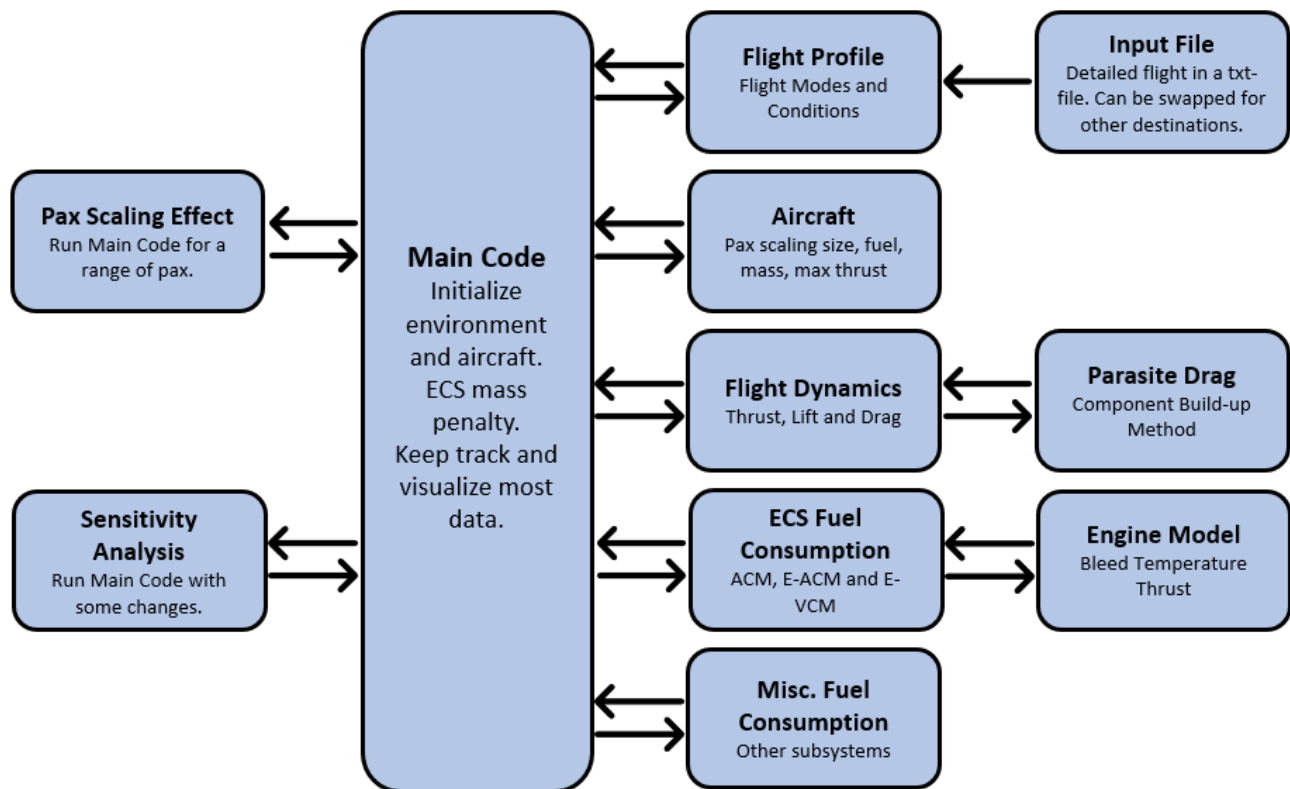 Flight Profile
Flight Modes and
Conditions
Input File
Detailed flight in a txt-
file. Can be swapped for
other destinations.
Pax Scaling Effect
Run Main Code for a
range of pax.
Main Code
Initialize
environment
and aircraft.
ECS mass
penalty.
Keep track and
visualize most
data.
Aircraft
Pax scaling size, fuel,
mass, max thrust
Flight Dynamics
Thrust, Lift and Drag
Parasite Drag
Component Build-up
Method
Sensitivity
Analysis
Run Main Code with
some changes.
ECS Fuel
Consumption
ACM, E-ACM and E-
VCM
Engine Model
Bleed Temperature
Thrust
Misc. Fuel
Consumption
Other subsystems